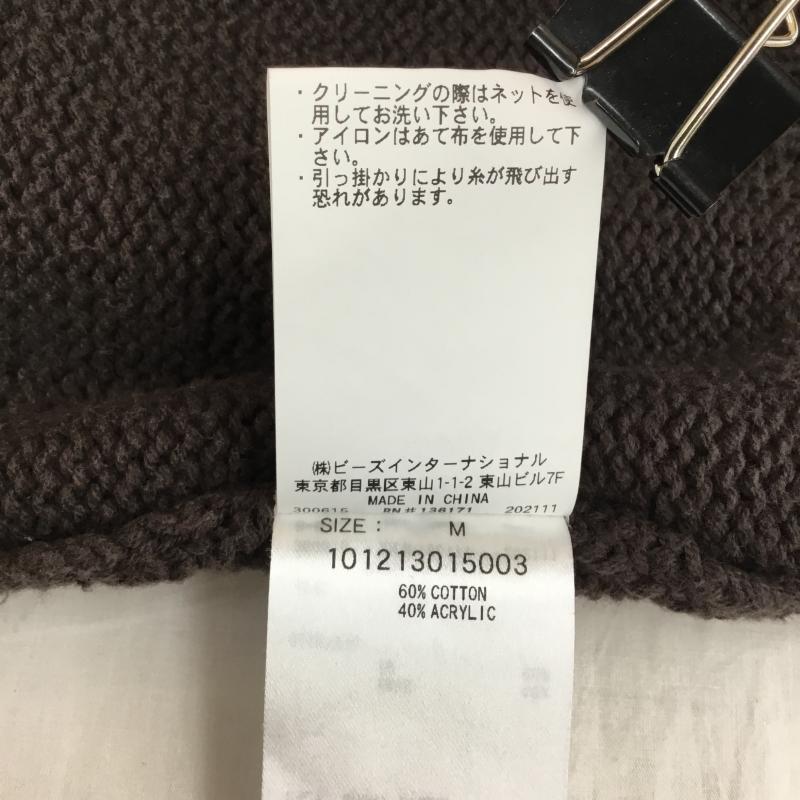 ・クリーニングの際はネットを使
用してお洗い下さい。
・アイロンはあて布を使用して下
さい。
・引っ掛かりにより糸が飛び出す
恐れがあります。
㈱ビーズインターナショナル
東京都目黒区東山1-1-2 東山ビル7F
MADE IN CHINA
300615 RN# 136171 202111
SIZE: M
101213015003
60% COTTON
40% ACRYLIC